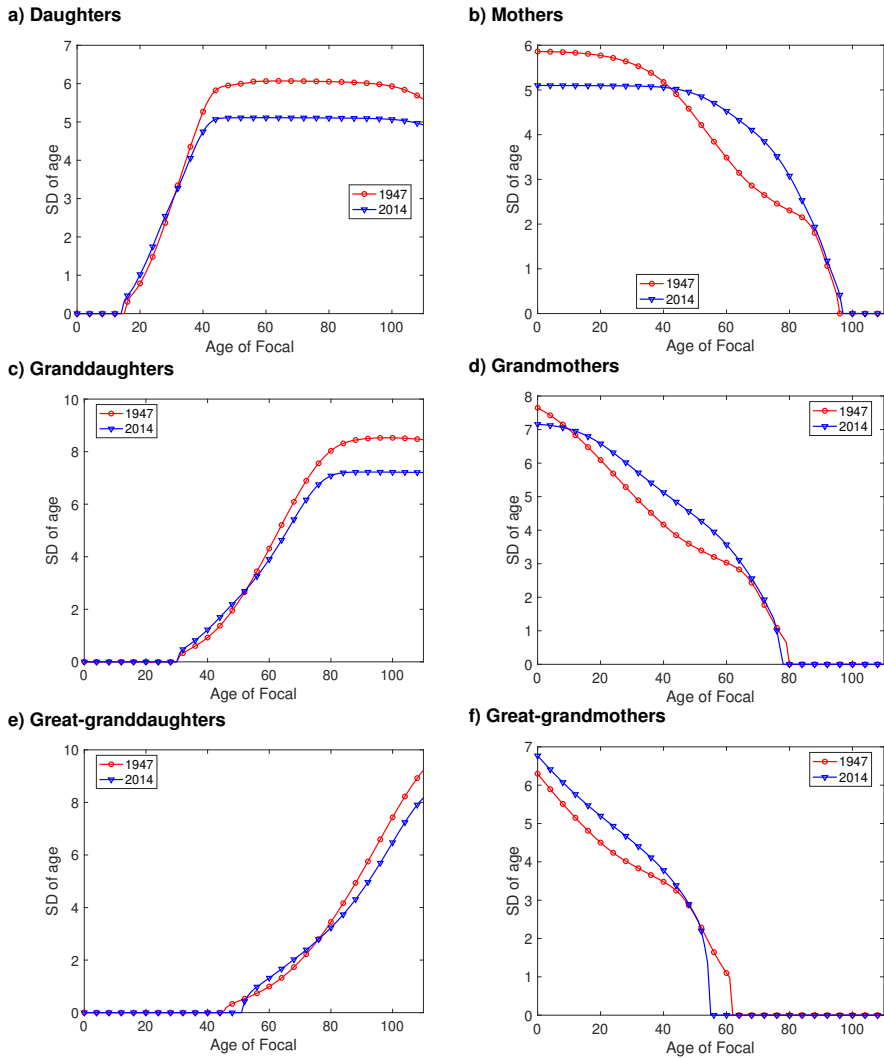 a) Daughters
7
6
5
4
3
2
1
0
SD of age
1947
2014
0 20 40 60 80 100
Age of Focal
b) Mothers
6
5
4
3
2
1
0
SD of age
1947
2014
0 20 40 60 80 100
Age of Focal
c) Granddaughters
10
8
6
4
2
0
SD of age
1947
2014
0 20 40 60 80 100
Age of Focal
d) Grandmothers
8
7
6
5
4
3
2
1
0
SD of age
1947
2014
0 20 40 60 80 100
Age of Focal
e) Great-granddaughters
10
8
6
4
2
0
SD of age
1947
2014
0 20 40 60 80 100
Age of Focal
f) Great-grandmothers
7
6
5
4
3
2
1
0
SD of age
1947
2014
0 20 40 60 80 100
Age of Focal